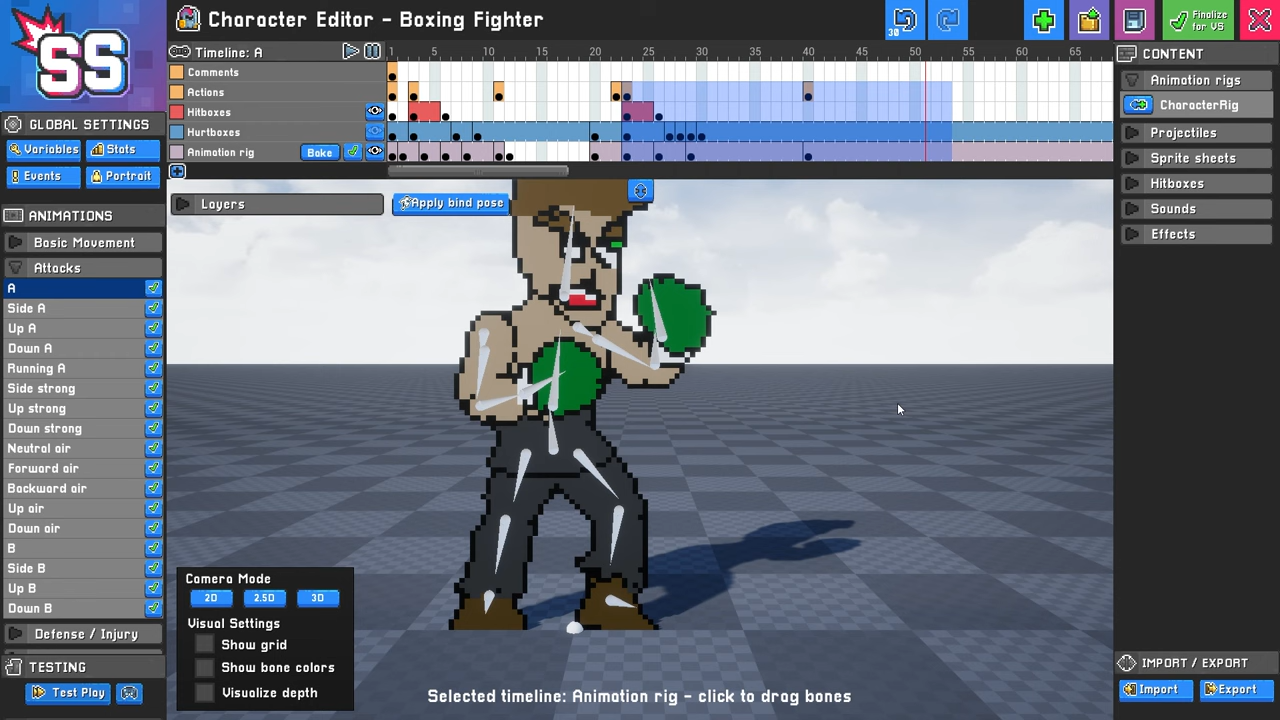 Character Editor - Boxing Fighter
30
Finalize for VS
SS
Timeline: A
1 5 10 15 20 25 30 35 40 45 50 55 60 65
CONTENT
Comments
Actions
Hitboxes
Hurtboxes
Animation rig
Bake
Animation rigs
CharacterRig
Projectiles
Sprite sheets
Hitboxes
Sounds
Effects
GLOBAL SETTINGS
Variables
Stats
Events
Portrait
Layers
Apply bind pose
ANIMATIONS
Basic Movement
Attacks
A
Side A
Up A
Down A
Running A
Side strong
Up strong
Down strong
Neutral air
Forward air
Backward air
Up air
Down air
B
Side B
Up B
Down B
Defense / Injury
TESTING
Test Play
Camera Mode
2D 2.5D 3D
Visual Settings
Show grid
Show bone colors
Visualize depth
Selected timeline: Animation rig - click to drag bones
IMPORT / EXPORT
Import
Export